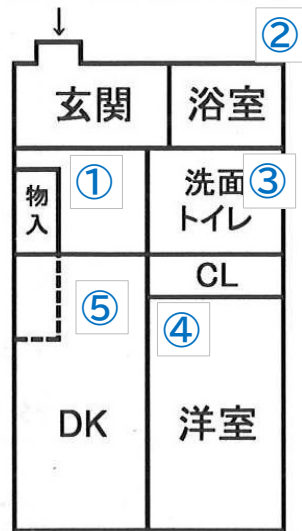 ②
玄関
浴室
①
物
入
洗面
トイレ
③
CL
⑤
④
DK
洋室